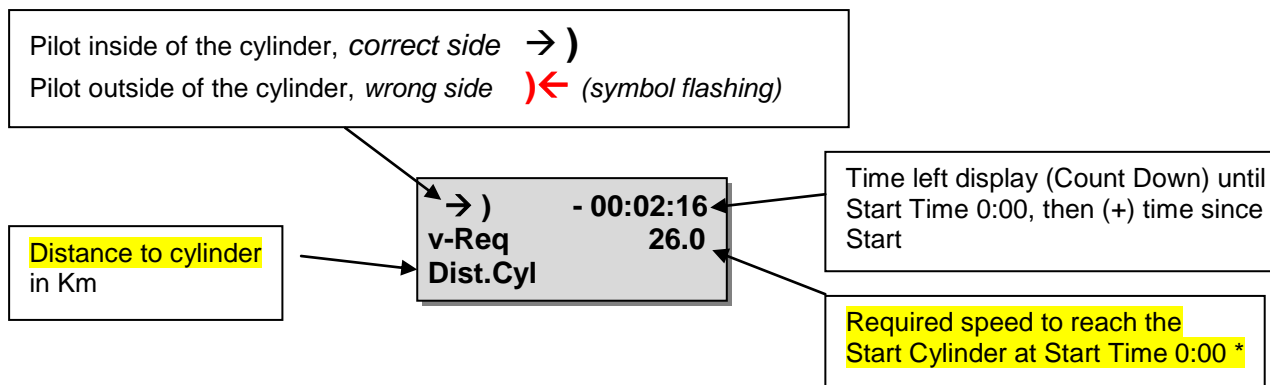 Pilot inside of the cylinder, correct side → )
Pilot outside of the cylinder, wrong side )← (symbol flashing)
→ ) - 00:02:16
v-Req 26.0
Dist.Cyl
Time left display (Count Down) until
Start Time 0:00, then (+) time since
Start
Distance to cylinder
in Km
Required speed to reach the
Start Cylinder at Start Time 0:00 *